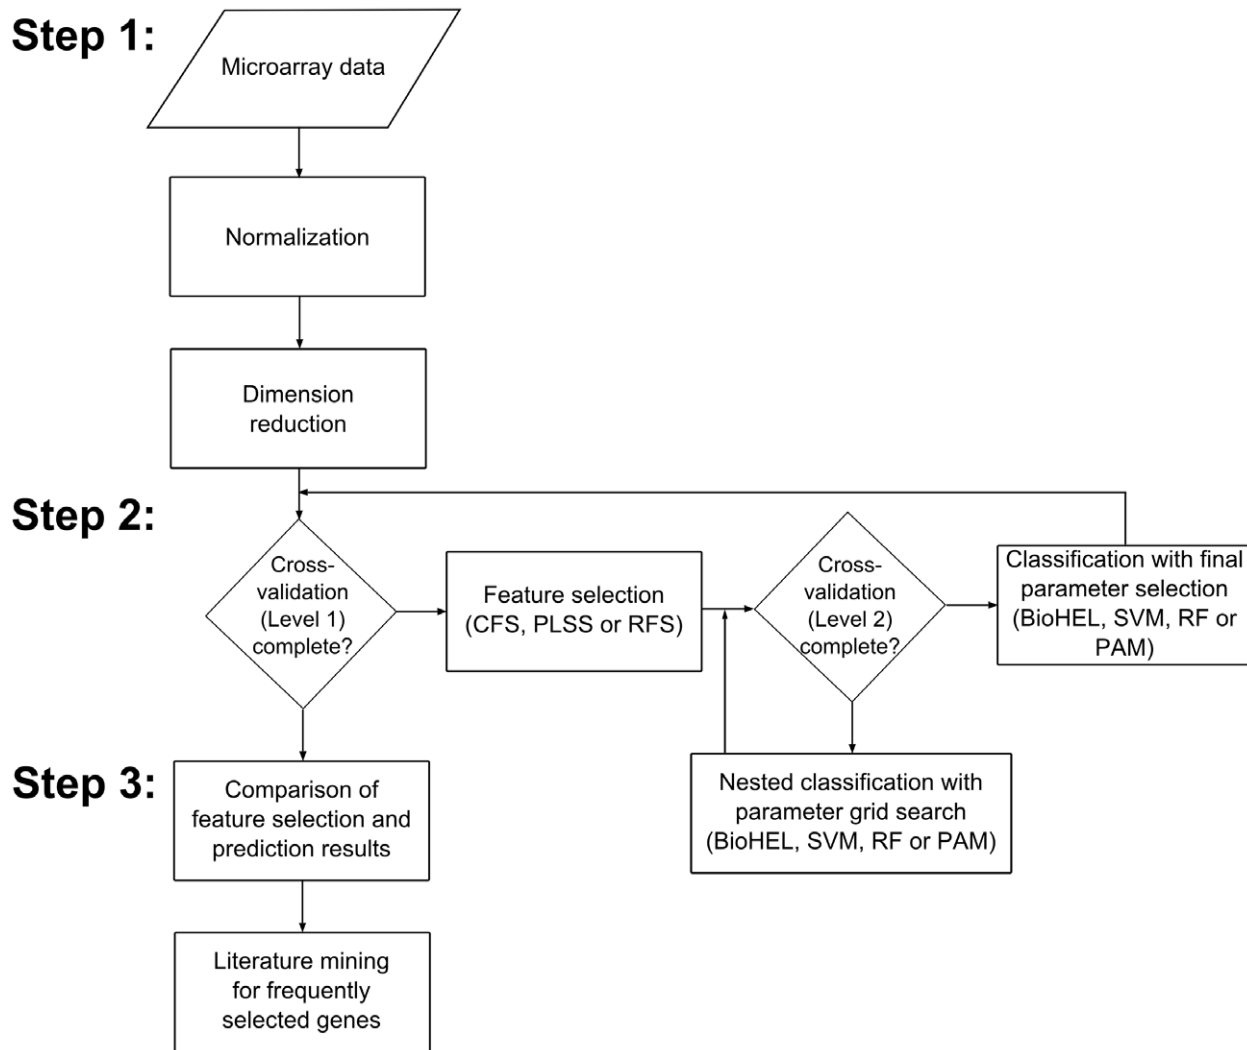 Step 1:
Microarray data
Normalization
Dimension
reduction
Step 2:
Cross-
validation
(Level 1)
complete?
Feature selection
(CFS, PLSS or RFS)
Cross-
validation
(Level 2)
complete?
Classification with final
parameter selection
(BioHEL, SVM, RF or
PAM)
Step 3:
Comparison of
feature selection and
prediction results
Nested classification with
parameter grid search
(BioHEL, SVM, RF or PAM)
Literature mining
for frequently
selected genes